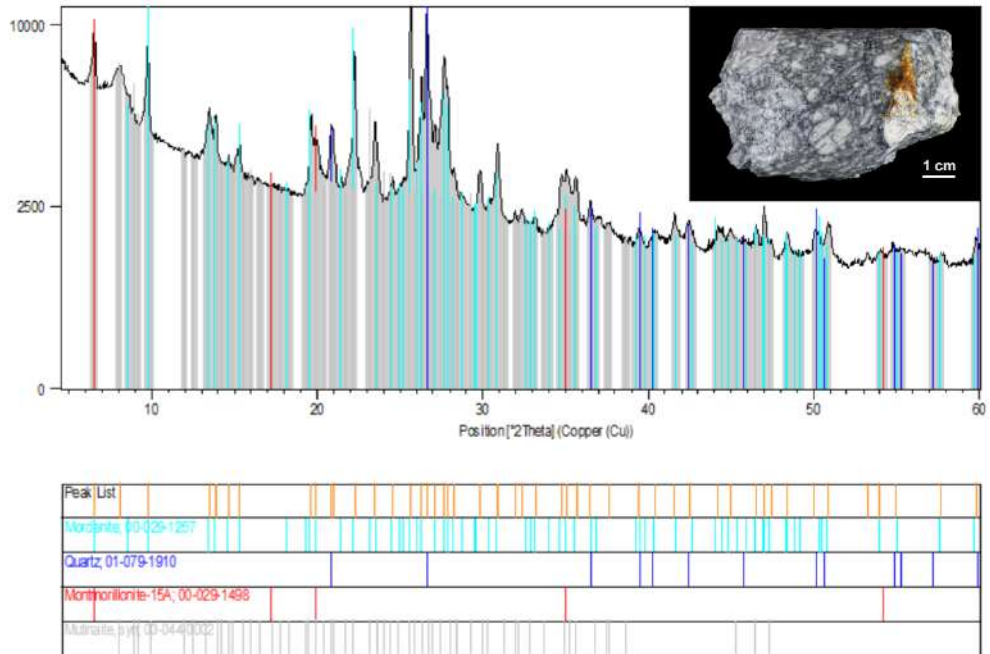 10000
1 cm
2500
0
10
20
30
40
50
60
Position [°2Theta] (Copper (Cu))
Peak List
Mordenite; 00-029-1257
Quartz; 01-079-1910
Montmorillonite-15A; 00-029-1498
Mutinaite, syn; 00-044-0002